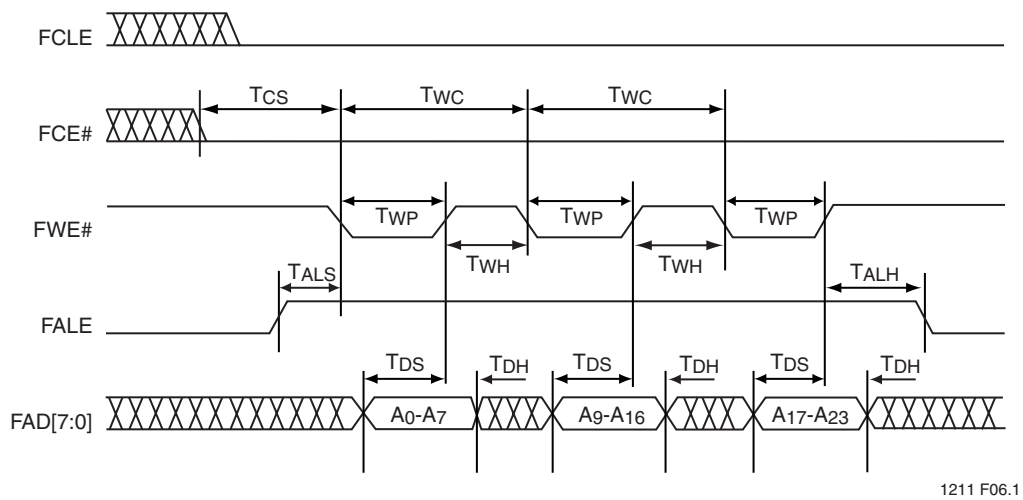 FCLE
TCS TWC TWC
FCE#
TWP TWP TWP
FWE#
TWH TWH
TALS TALH
FALE
TDS TDH TDS TDH TDS TDH
FAD[7:0] A0-A7 A9-A16 A17-A23
1211 F06.1